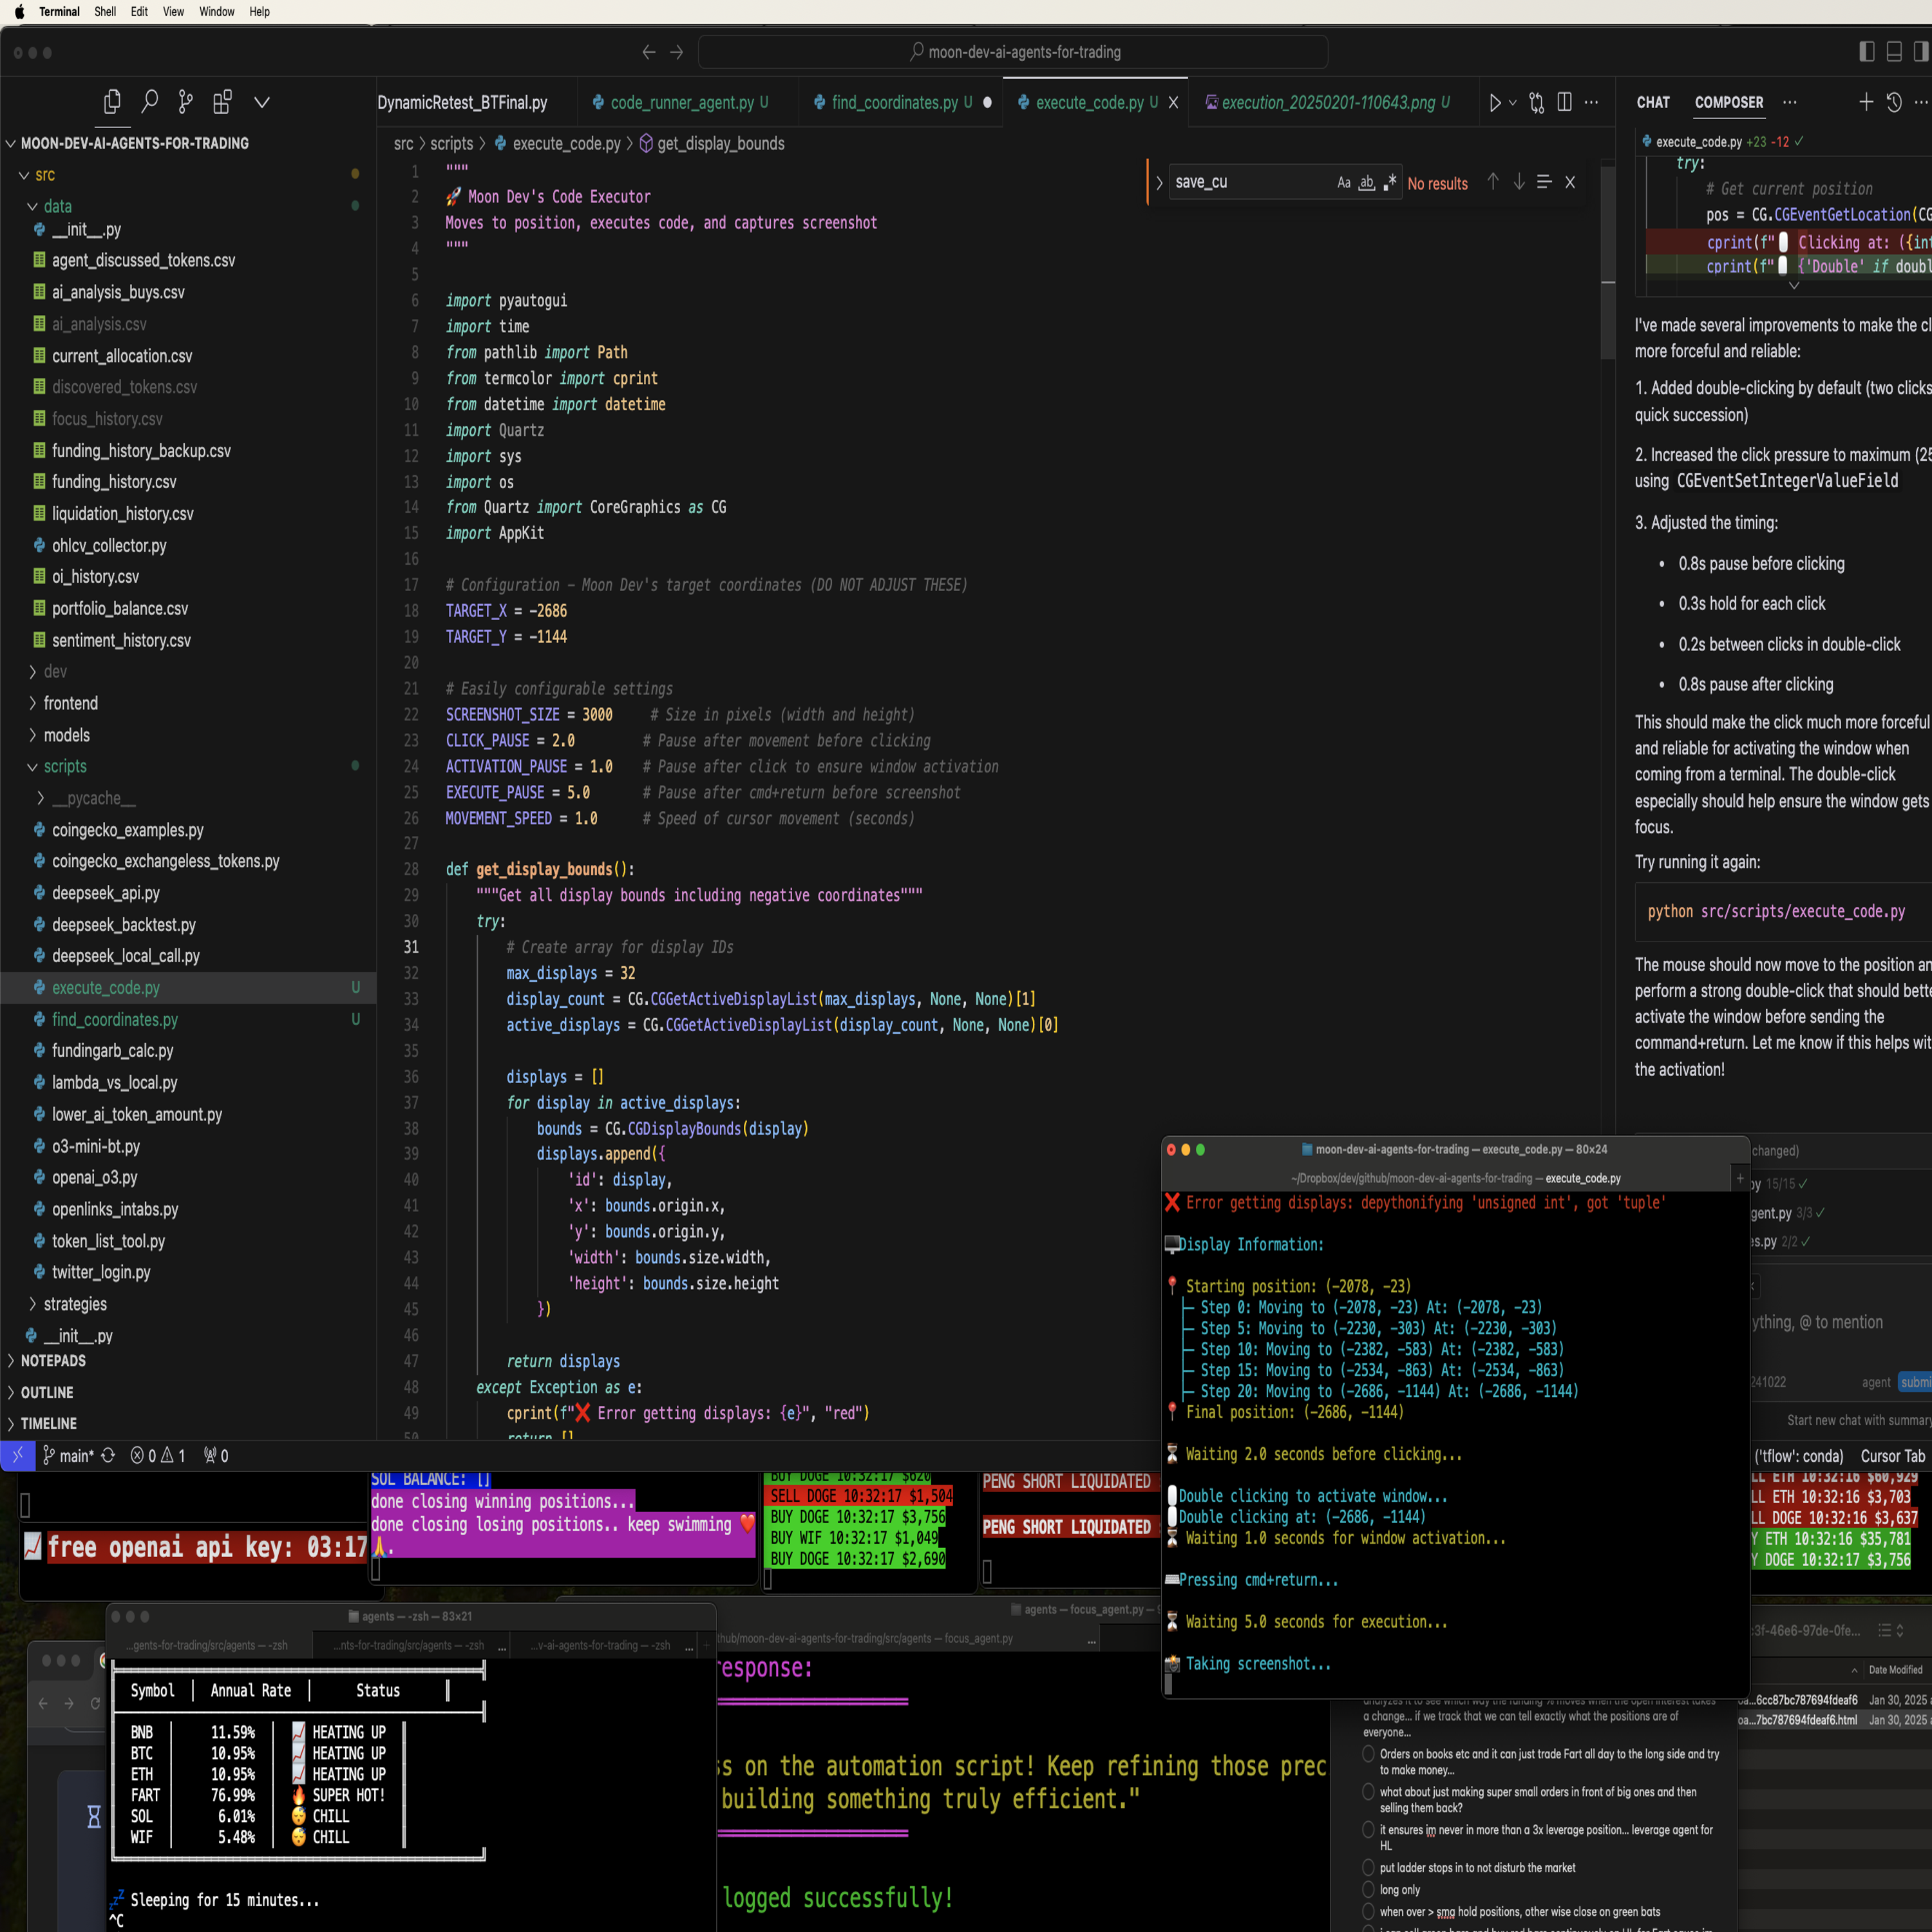 Terminal Shell Edit View Window Help
moon-dev-ai-agents-for-trading
DynamicRetest_BTFinal.py
code_runner_agent.py U
find_coordinates.py U
execute_code.py U
execution_20250201-110643.png U
CHAT COMPOSER
MOON-DEV-AI-AGENTS-FOR-TRADING
src
data
__init__.py
agent_discussed_tokens.csv
ai_analysis_buys.csv
ai_analysis.csv
current_allocation.csv
discovered_tokens.csv
focus_history.csv
funding_history_backup.csv
funding_history.csv
liquidation_history.csv
ohlcv_collector.py
oi_history.csv
portfolio_balance.csv
sentiment_history.csv
dev
frontend
models
scripts
__pycache__
coingecko_examples.py
coingecko_exchangeless_tokens.py
deepseek_api.py
deepseek_backtest.py
deepseek_local_call.py
execute_code.py U
find_coordinates.py U
fundingarb_calc.py
lambda_vs_local.py
lower_ai_token_amount.py
o3-mini-bt.py
openai_o3.py
openlinks_intabs.py
token_list_tool.py
twitter_login.py
strategies
__init__.py
NOTEPADS
OUTLINE
TIMELINE
main* 0 1 0
src > scripts > execute_code.py > get_display_bounds
save_cu Aa ab .* No results
1 """
2 🚀 Moon Dev's Code Executor
3 Moves to position, executes code, and captures screenshot
4 """
5
6 import pyautogui
7 import time
8 from pathlib import Path
9 from termcolor import cprint
10 from datetime import datetime
11 import Quartz
12 import sys
13 import os
14 from Quartz import CoreGraphics as CG
15 import AppKit
16
17 # Configuration – Moon Dev's target coordinates (DO NOT ADJUST THESE)
18 TARGET_X = -2686
19 TARGET_Y = -1144
20
21 # Easily configurable settings
22 SCREENSHOT_SIZE = 3000 # Size in pixels (width and height)
23 CLICK_PAUSE = 2.0 # Pause after movement before clicking
24 ACTIVATION_PAUSE = 1.0 # Pause after click to ensure window activation
25 EXECUTE_PAUSE = 5.0 # Pause after cmd+return before screenshot
26 MOVEMENT_SPEED = 1.0 # Speed of cursor movement (seconds)
27
28 def get_display_bounds():
29 """Get all display bounds including negative coordinates"""
30 try:
31 # Create array for display IDs
32 max_displays = 32
33 display_count = CG.CGGetActiveDisplayList(max_displays, None, None)[1]
34 active_displays = CG.CGGetActiveDisplayList(display_count, None, None)[0]
35
36 displays = []
37 for display in active_displays:
38 bounds = CG.CGDisplayBounds(display)
39 displays.append({
40 'id': display,
41 'x': bounds.origin.x,
42 'y': bounds.origin.y,
43 'width': bounds.size.width,
44 'height': bounds.size.height
45 })
46
47 return displays
48 except Exception as e:
49 cprint(f"❌ Error getting displays: {e}", "red")
50 return []
execute_code.py +23 -12 ✓
try:
# Get current position
pos = CG.CGEventGetLocation(CG
cprint(f" Clicking at: ({int
cprint(f" {'Double' if doubl
I've made several improvements to make the cl
more forceful and reliable:
1. Added double-clicking by default (two clicks
quick succession)
2. Increased the click pressure to maximum (25
using CGEventSetIntegerValueField
3. Adjusted the timing:
• 0.8s pause before clicking
• 0.3s hold for each click
• 0.2s between clicks in double-click
• 0.8s pause after clicking
This should make the click much more forceful
and reliable for activating the window when
coming from a terminal. The double-click
especially should help ensure the window gets
focus.
Try running it again:
python src/scripts/execute_code.py
The mouse should now move to the position an
perform a strong double-click that should bette
activate the window before sending the
command+return. Let me know if this helps wit
the activation!
changed)
py 15/15 ✓
gent.py 3/3 ✓
es.py 2/2 ✓
ything, @ to mention
241022 agent submi
Start new chat with summary
('tflow': conda) Cursor Tab
moon-dev-ai-agents-for-trading — execute_code.py — 80×24
~/Dropbox/dev/github/moon-dev-ai-agents-for-trading — execute_code.py
❌ Error getting displays: depythonifying 'unsigned int', got 'tuple'
Display Information:
📍 Starting position: (-2078, -23)
├─ Step 0: Moving to (-2078, -23) At: (-2078, -23)
├─ Step 5: Moving to (-2230, -303) At: (-2230, -303)
├─ Step 10: Moving to (-2382, -583) At: (-2382, -583)
├─ Step 15: Moving to (-2534, -863) At: (-2534, -863)
├─ Step 20: Moving to (-2686, -1144) At: (-2686, -1144)
📍 Final position: (-2686, -1144)
⏳ Waiting 2.0 seconds before clicking...
Double clicking to activate window...
Double clicking at: (-2686, -1144)
⏳ Waiting 1.0 seconds for window activation...
Pressing cmd+return...
⏳ Waiting 5.0 seconds for execution...
📸 Taking screenshot...
📈 free openai api key: 03:17
SOL BALANCE: []
done closing winning positions...
done closing losing positions.. keep swimming ❤️
🙏.
BUY DOGE 10:32:17 $620
SELL DOGE 10:32:17 $1,504
BUY DOGE 10:32:17 $3,756
BUY WIF 10:32:17 $1,049
BUY DOGE 10:32:17 $2,690
PENG SHORT LIQUIDATED
PENG SHORT LIQUIDATED
LL ETH 10:32:16 $60,929
LL ETH 10:32:16 $3,703
LL DOGE 10:32:16 $3,637
Y ETH 10:32:16 $35,781
Y DOGE 10:32:17 $3,756
agents — -zsh — 83×21
...gents-for-trading/src/agents — -zsh ...nts-for-trading/src/agents — -zsh ... ...v-ai-agents-for-trading — -zsh ...
Symbol | Annual Rate | Status
BNB | 11.59% | 📈 HEATING UP
BTC | 10.95% | 📈 HEATING UP
ETH | 10.95% | 📈 HEATING UP
FART | 76.99% | 🔥 SUPER HOT!
SOL | 6.01% | 😴 CHILL
WIF | 5.48% | 😴 CHILL
💤 Sleeping for 15 minutes...
^C
agents — focus_agent.py — 9
thub/moon-dev-ai-agents-for-trading/src/agents — focus_agent.py ...
esponse:
ss on the automation script! Keep refining those prec
building something truly efficient."
logged successfully!
analyzes it to see which way the funding % moves when the open interest takes
a change... if we track that we can tell exactly what the positions are of
everyone...
Orders on books etc and it can just trade Fart all day to the long side and try
to make money...
what about just making super small orders in front of big ones and then
selling them back?
it ensures im never in more than a 3x leverage position... leverage agent for
HL
put ladder stops in to not disturb the market
long only
when over > sma hold positions, other wise close on green bats
:3f-46e6-97de-0fe...
Date Modified
oa...6cc87bc787694fdeaf6 Jan 30, 2025
oa...7bc787694fdeaf6.html Jan 30, 2025